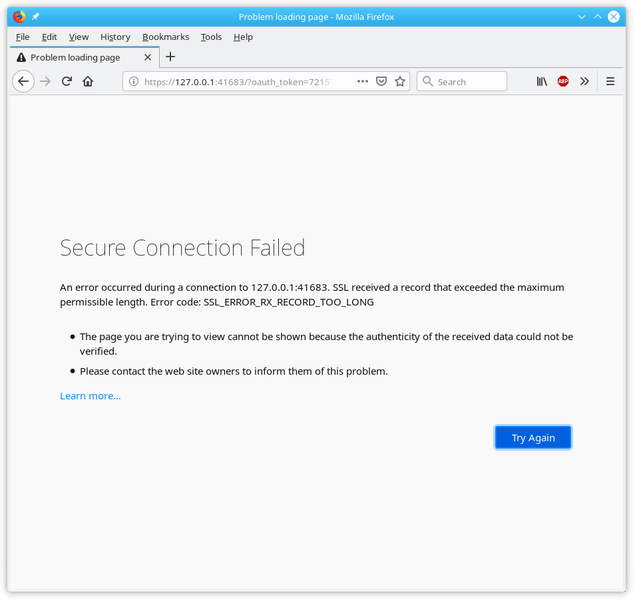 Problem loading page - Mozilla Firefox
File Edit View History Bookmarks Tools Help
Problem loading page
https://127.0.0.1:41683/?oauth_token=7215
Search
ABP
Secure Connection Failed
An error occurred during a connection to 127.0.0.1:41683. SSL received a record that exceeded the maximum
permissible length. Error code: SSL_ERROR_RX_RECORD_TOO_LONG
The page you are trying to view cannot be shown because the authenticity of the received data could not be
verified.
Please contact the web site owners to inform them of this problem.
Learn more...
Try Again